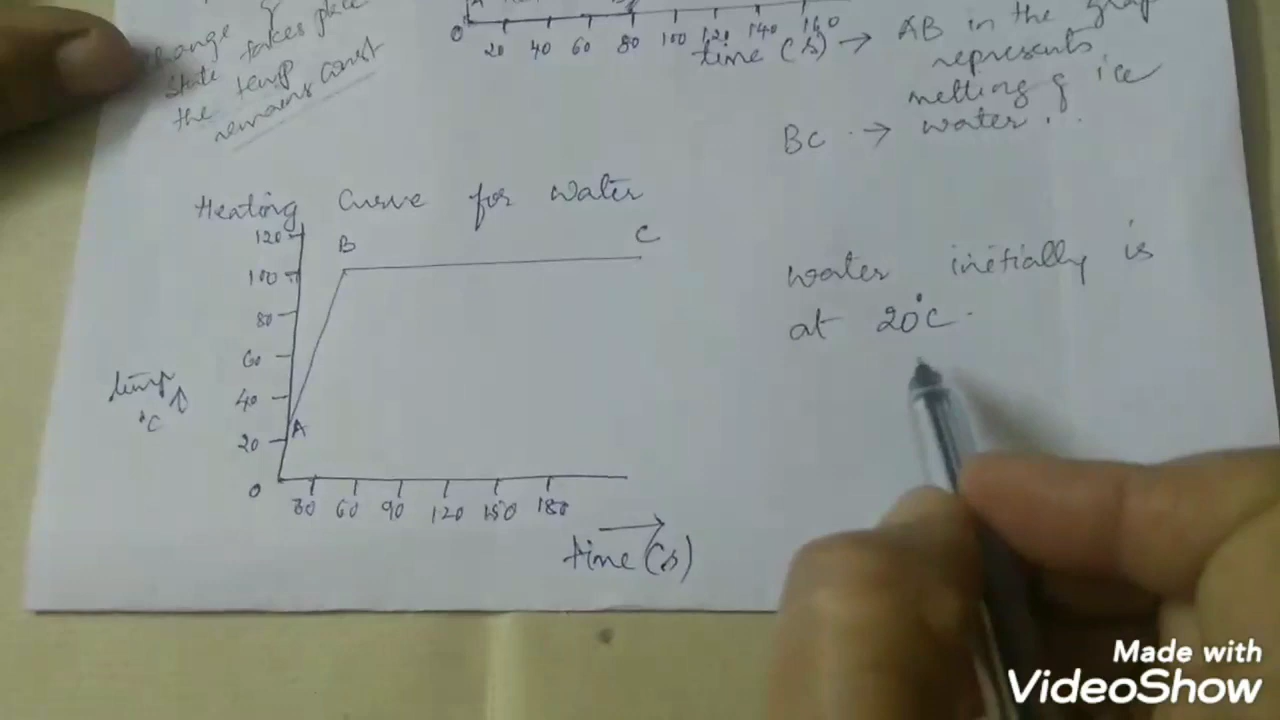 change
state takes place
the temp
remains const
A
0
20 40 60 80 100 120 140 160
time (s)
→ AB in the grap
represents
melting of ice
BC → water..
Heating Curve for water
120
100
80
60
40
20
0
A
B
C
temp ↑
°C
30 60 90 120 150 180
time (s)
water initially is
at 20°C.
Made with
VideoShow